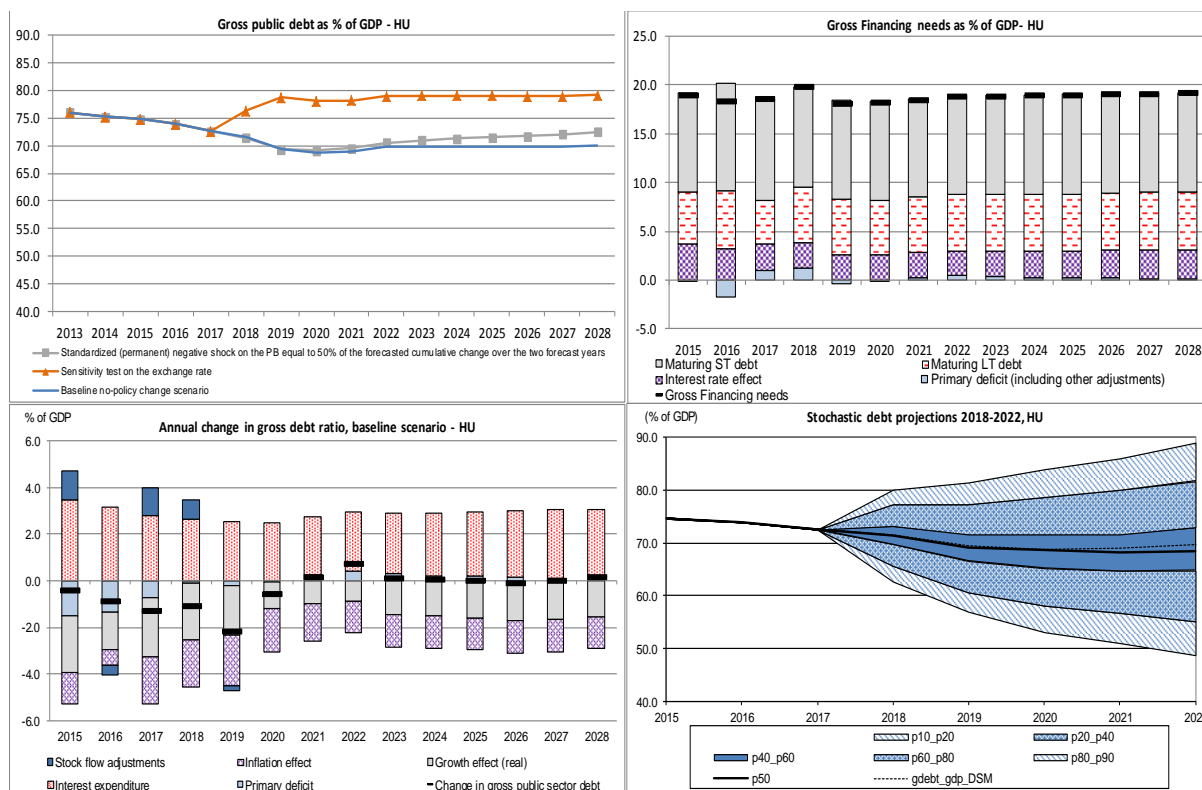 Gross public debt as % of GDP - HU
90.0
85.0
80.0
75.0
70.0
65.0
60.0
55.0
50.0
45.0
40.0
2013 2014 2015 2016 2017 2018 2019 2020 2021 2022 2023 2024 2025 2026 2027 2028
Standardized (permanent) negative shock on the PB equal to 50% of the forecasted cumulative change over the two forecast years
Sensitivity test on the exchange rate
Baseline no-policy change scenario
Gross Financing needs as % of GDP- HU
25.0
20.0
15.0
10.0
5.0
0.0
-5.0
2015 2016 2017 2018 2019 2020 2021 2022 2023 2024 2025 2026 2027 2028
Maturing ST debt Maturing LT debt
Interest rate effect Primary deficit (including other adjustments)
Gross Financing needs
% of GDP
Annual change in gross debt ratio, baseline scenario - HU
6.0
4.0
2.0
0.0
-2.0
-4.0
-6.0
2015 2016 2017 2018 2019 2020 2021 2022 2023 2024 2025 2026 2027 2028
Stock flow adjustments Inflation effect Growth effect (real)
Interest expenditure Primary deficit Change in gross public sector debt
(% of GDP)
Stochastic debt projections 2018-2022, HU
90.0
80.0
70.0
60.0
50.0
40.0
2015 2016 2017 2018 2019 2020 2021 202
p10_p20 p20_p40
p40_p60 p60_p80 p80_p90
p50 gdebt_gdp_DSM